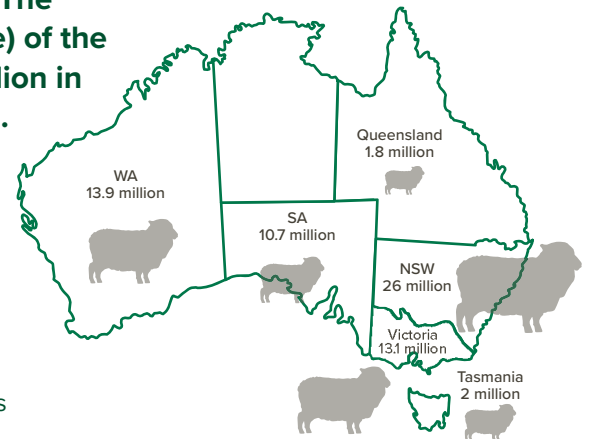 The
e) of the
lion in
.
Queensland
1.8 million
WA
13.9 million
SA
10.7 million
NSW
26 million
Victoria
13.1 million
Tasmania
2 million
s